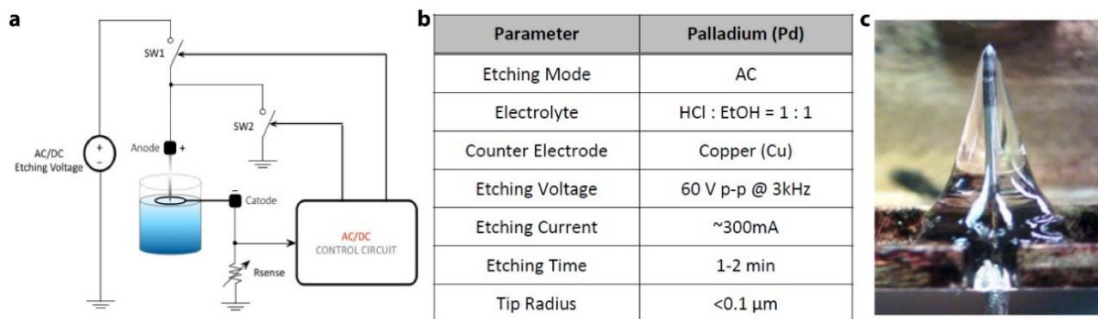 a
SW1
SW2
AC/DC
Etching Voltage
+
−
Anode
+
−
Catode
AC/DC
CONTROL CIRCUIT
Rsense
b
Parameter Palladium (Pd)
Etching Mode AC
Electrolyte HCl : EtOH = 1 : 1
Counter Electrode Copper (Cu)
Etching Voltage 60 V p-p @ 3kHz
Etching Current ~300mA
Etching Time 1-2 min
Tip Radius <0.1 μm
c